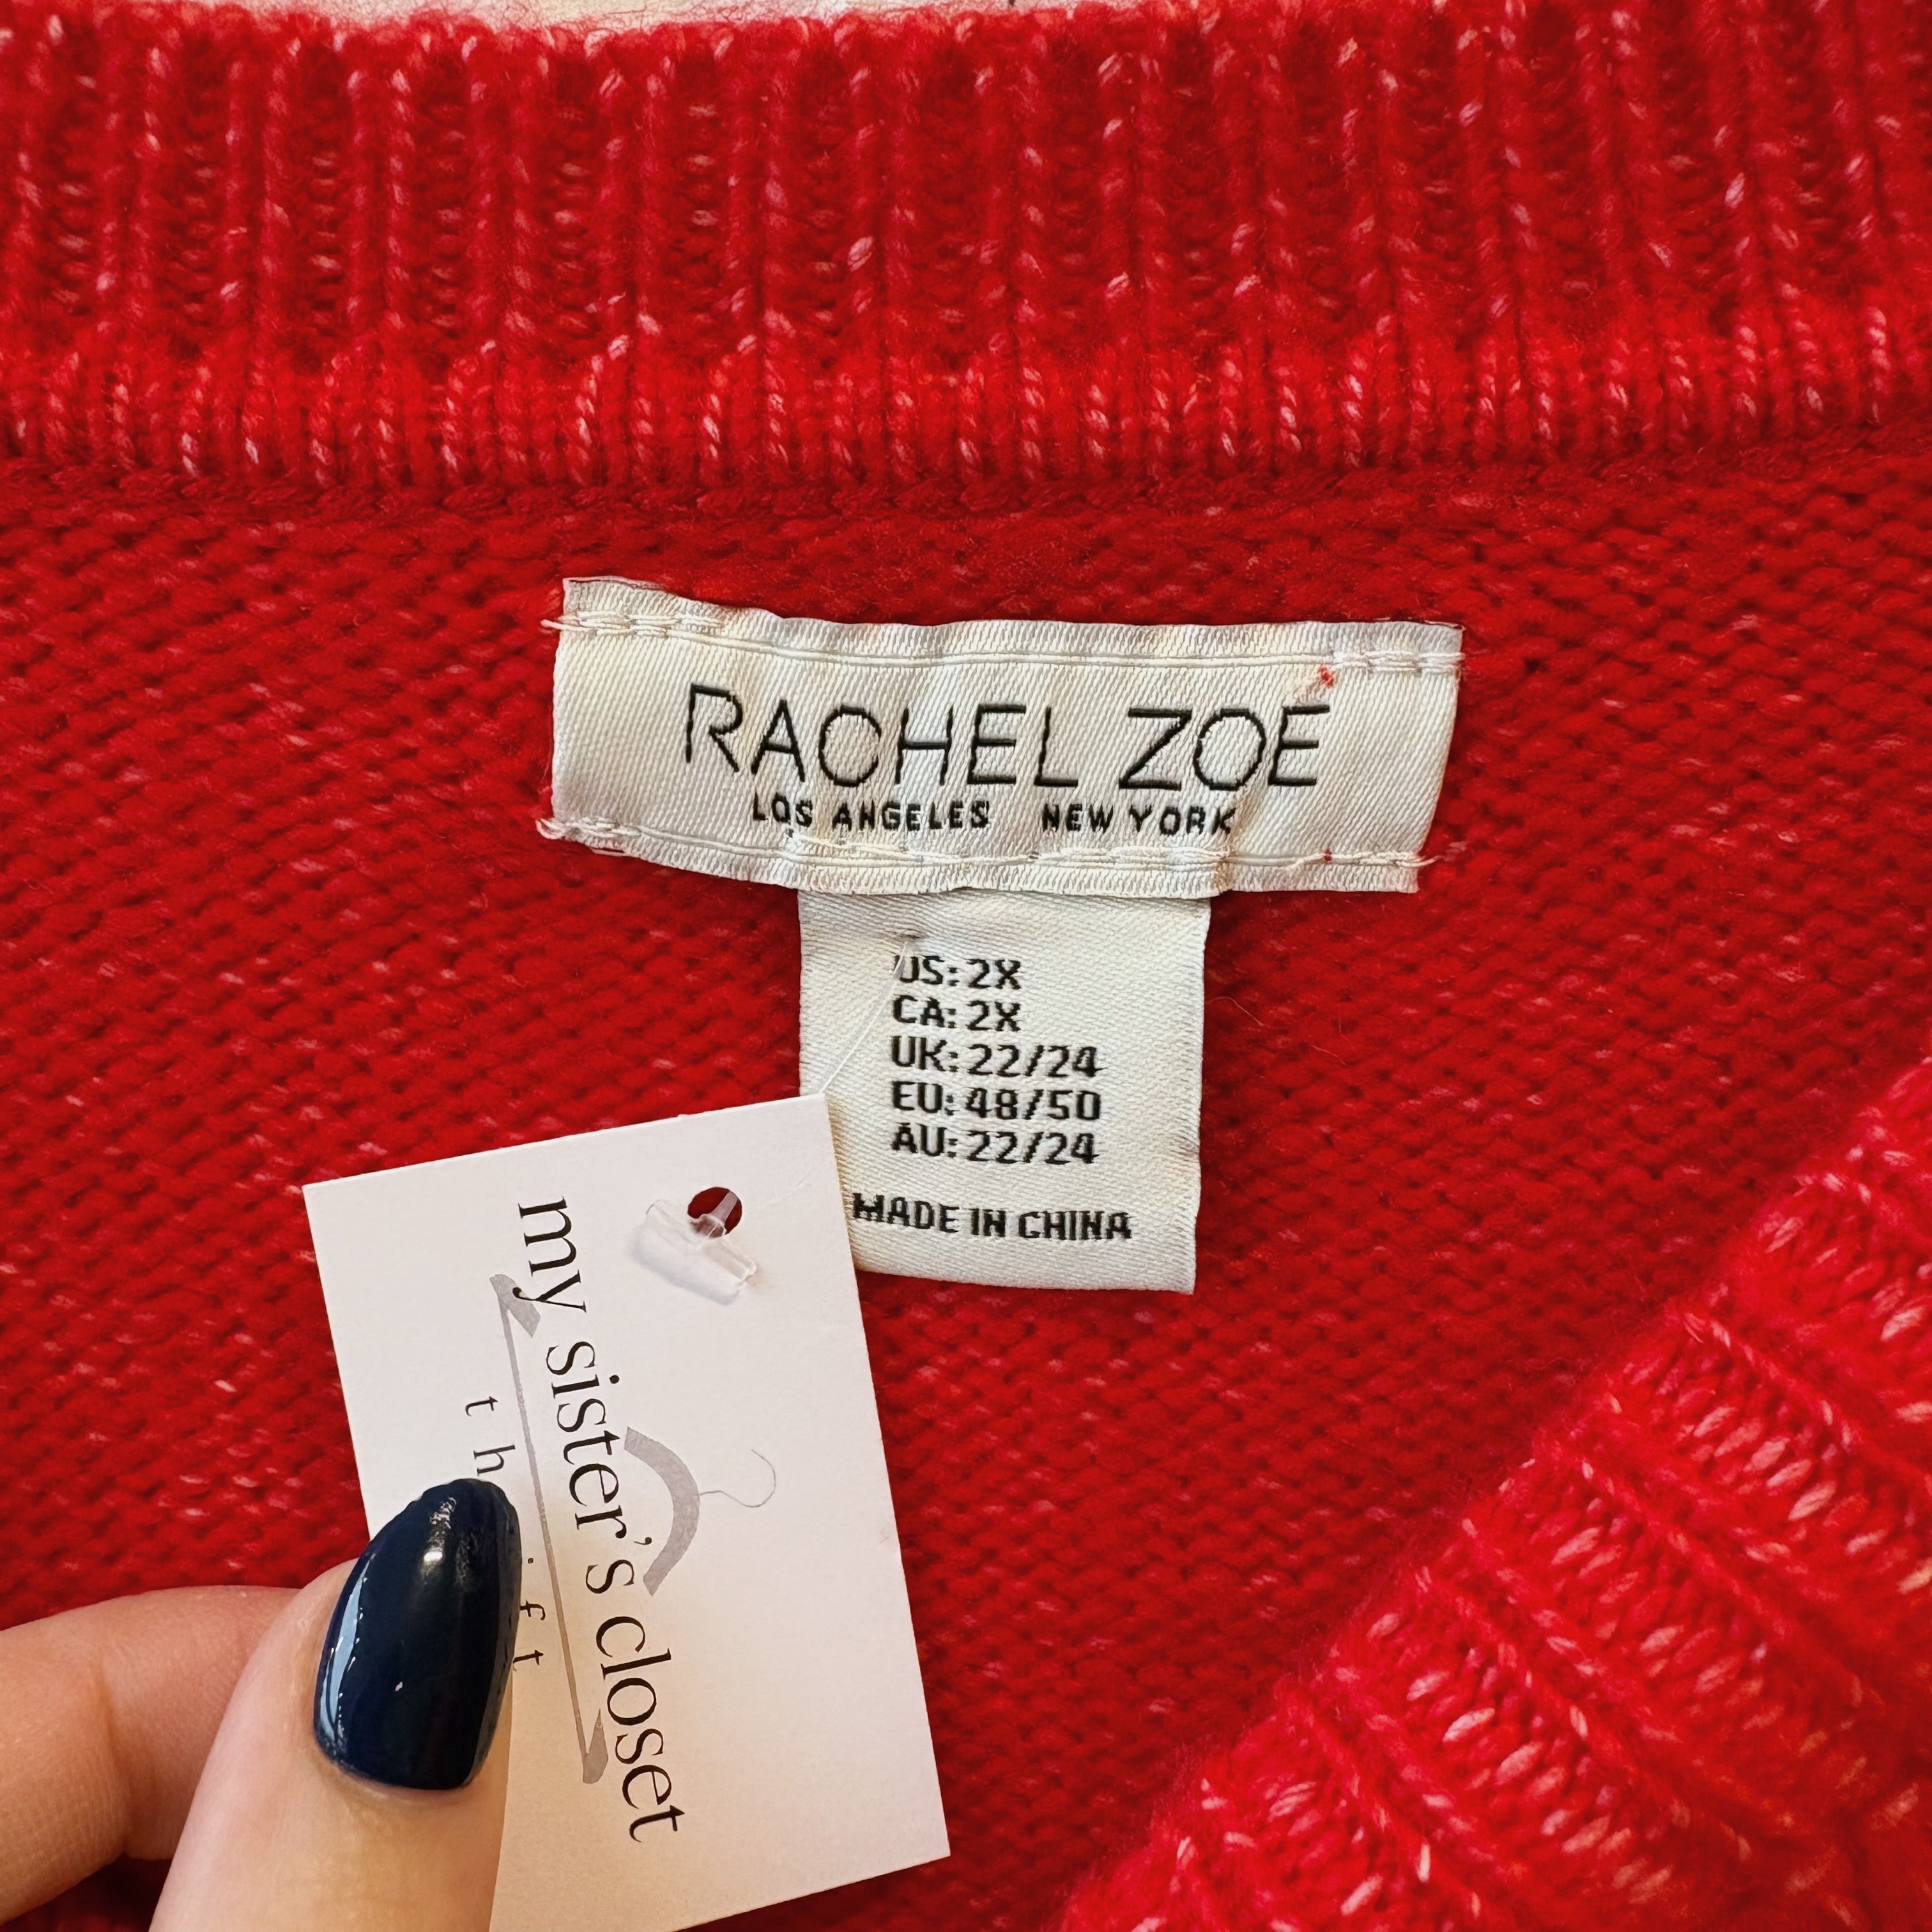 RACHEL ZOE
LOS ANGELES NEW YORK
US: 2X
CA: 2X
UK: 22/24
EU: 48/50
AU: 22/24
MADE IN CHINA
my sister's closet